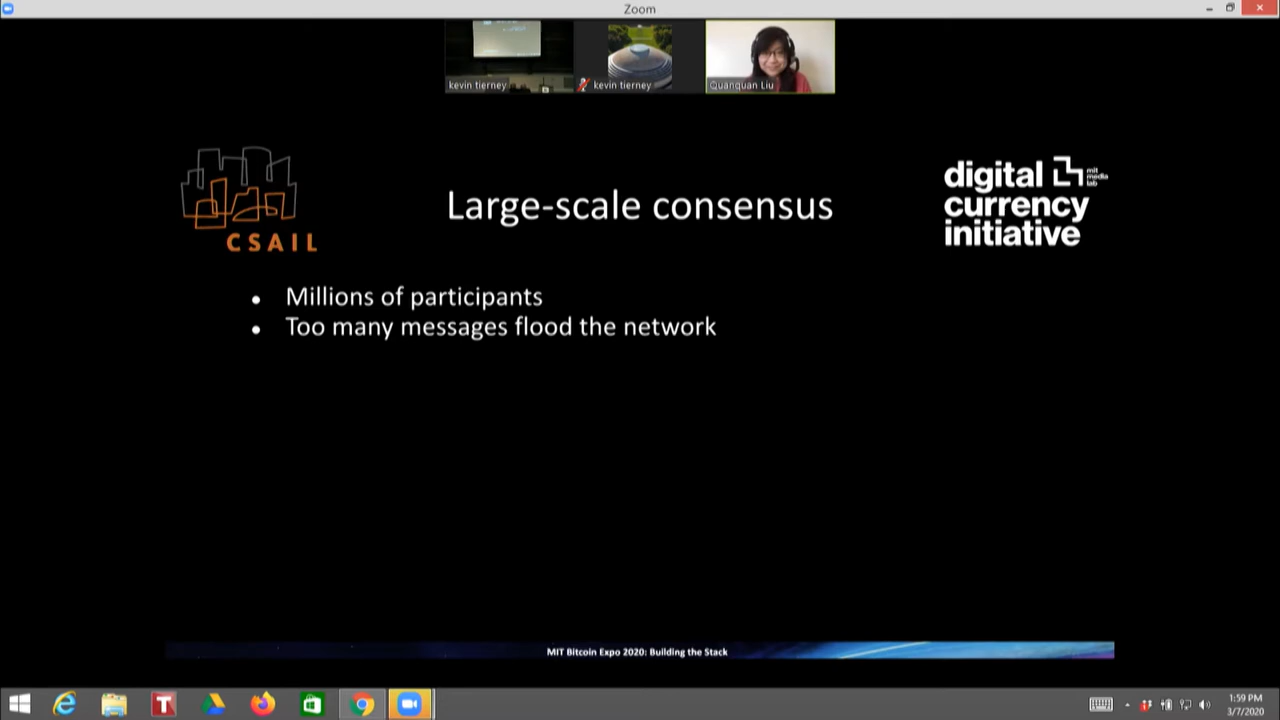 Zoom
kevin tierney
kevin tierney
Quanquan Liu
CSAIL
Large-scale consensus
digital
mit
media
lab
currency
initiative
● Millions of participants
● Too many messages flood the network
MIT Bitcoin Expo 2020: Building the Stack
T
1:59 PM
3/7/2020